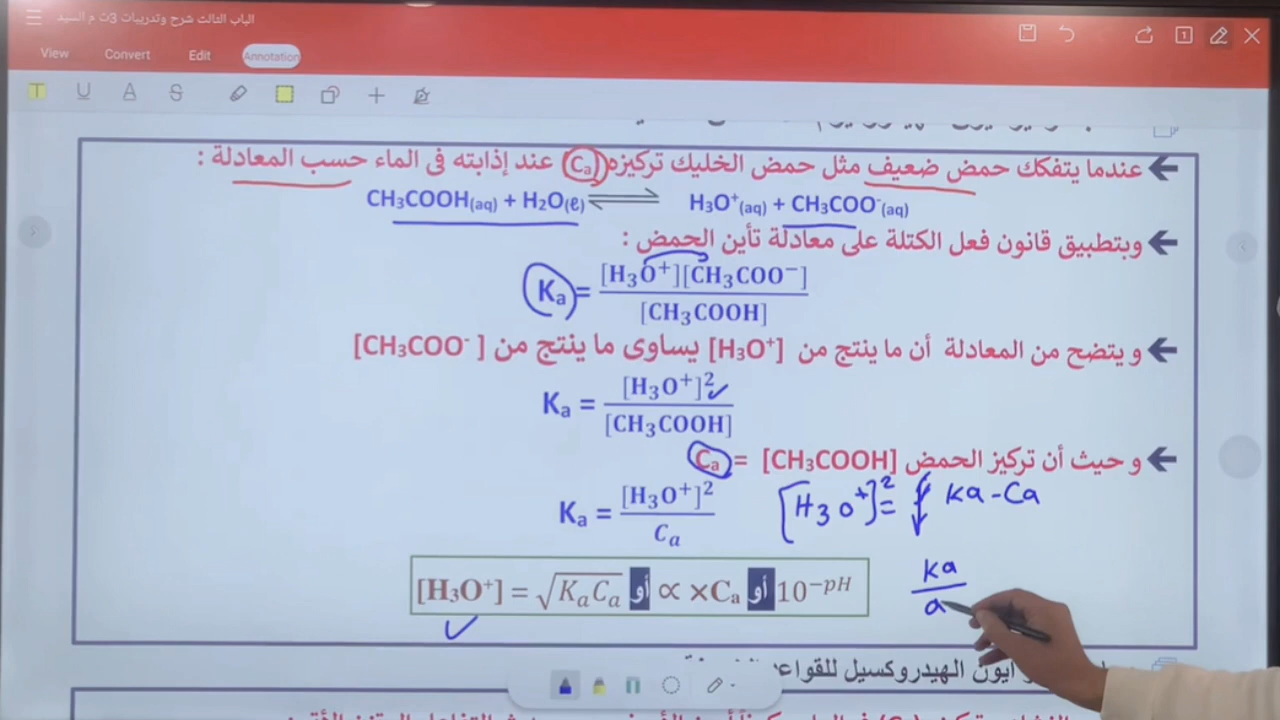 الباب التالت شرح وتدريبات 3ت م السيد
View Convert Edit Annotation
عندما يتفكك حمض ضعيف مثل حمض الخليك تركيزه (Ca) عند إذابته فى الماء حسب المعادلة :
CH₃COOH(aq) + H₂O(ℓ) ⇌ H₃O⁺(aq) + CH₃COO⁻(aq)
وبتطبيق قانون فعل الكتلة على معادلة تأين الحمض :
Ka = [H₃O⁺][CH₃COO⁻] / [CH₃COOH]
و يتضح من المعادلة أن ما ينتج من [H₃O⁺] يساوى ما ينتج من [CH₃COO⁻]
Ka = [H₃O⁺]² / [CH₃COOH]
و حيث أن تركيز الحمض [CH₃COOH] = Ca
Ka = [H₃O⁺]² / Ca
[H₃O⁺]² = Ka - Ca
[H₃O⁺] = √KaCa أو ∝ ×Ca أو 10⁻ᵖᴴ
Ka / a
ايون الهيدروكسيل للقواعد